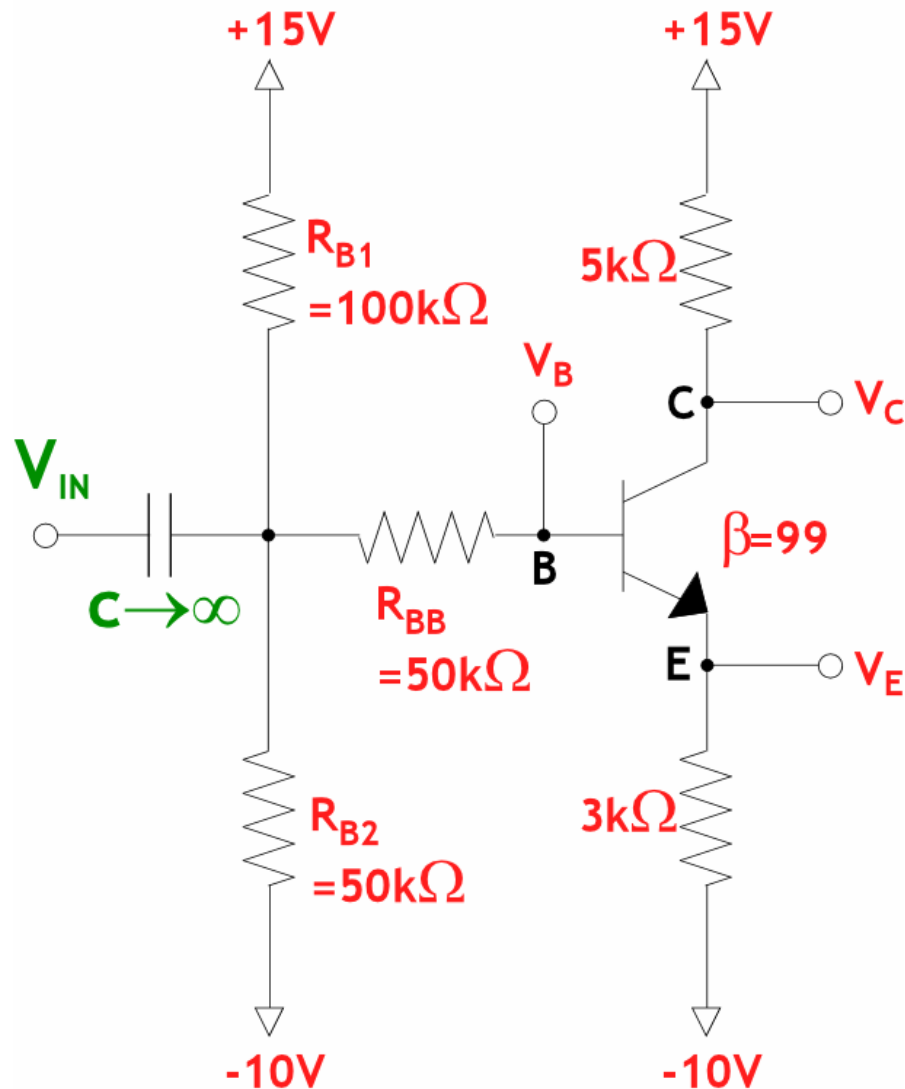 +15V
+15V
R_B1
=100kΩ
5kΩ
V_B
C
V_C
V_IN
B
β=99
C→∞
R_BB
=50kΩ
E
V_E
R_B2
=50kΩ
3kΩ
-10V
-10V